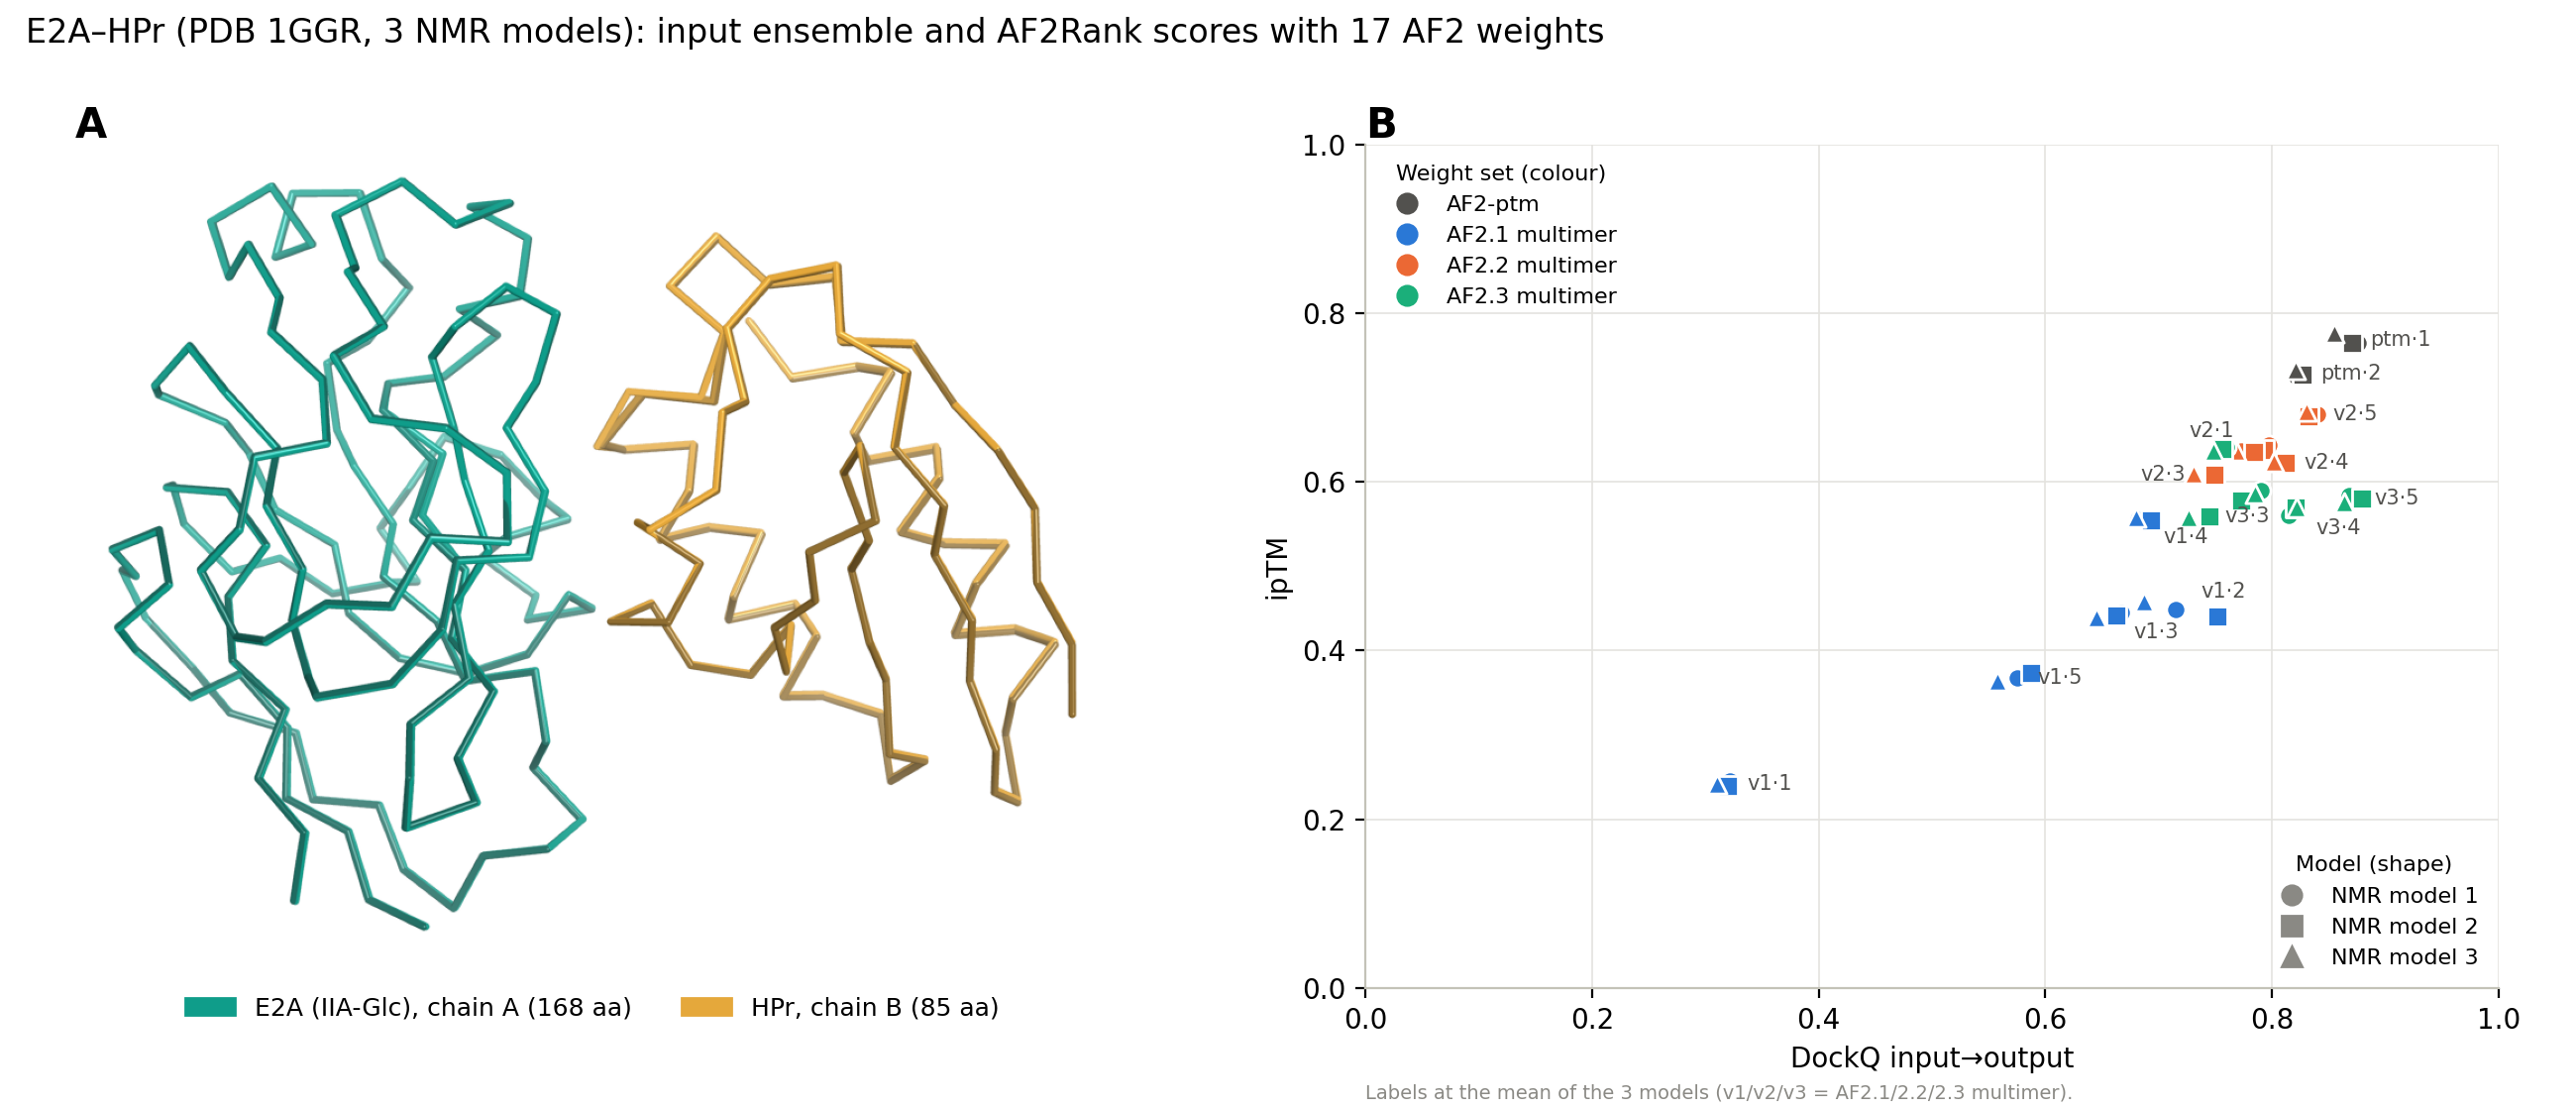 E2A–HPr (PDB 1GGR, 3 NMR models): input ensemble and AF2Rank scores with 17 AF2 weights
A
E2A (IIA-Glc), chain A (168 aa)
HPr, chain B (85 aa)
B
1.0
0.8
0.6
0.4
0.2
0.0
ipTM
Weight set (colour)
AF2-ptm
AF2.1 multimer
AF2.2 multimer
AF2.3 multimer
ptm·1
ptm·2
v2·5
v2·1
v2·4
v2·3
v3·5
v3·3
v3·4
v1·4
v1·2
v1·3
v1·5
v1·1
Model (shape)
NMR model 1
NMR model 2
NMR model 3
0.0
0.2
0.4
0.6
0.8
1.0
DockQ input→output
Labels at the mean of the 3 models (v1/v2/v3 = AF2.1/2.2/2.3 multimer).